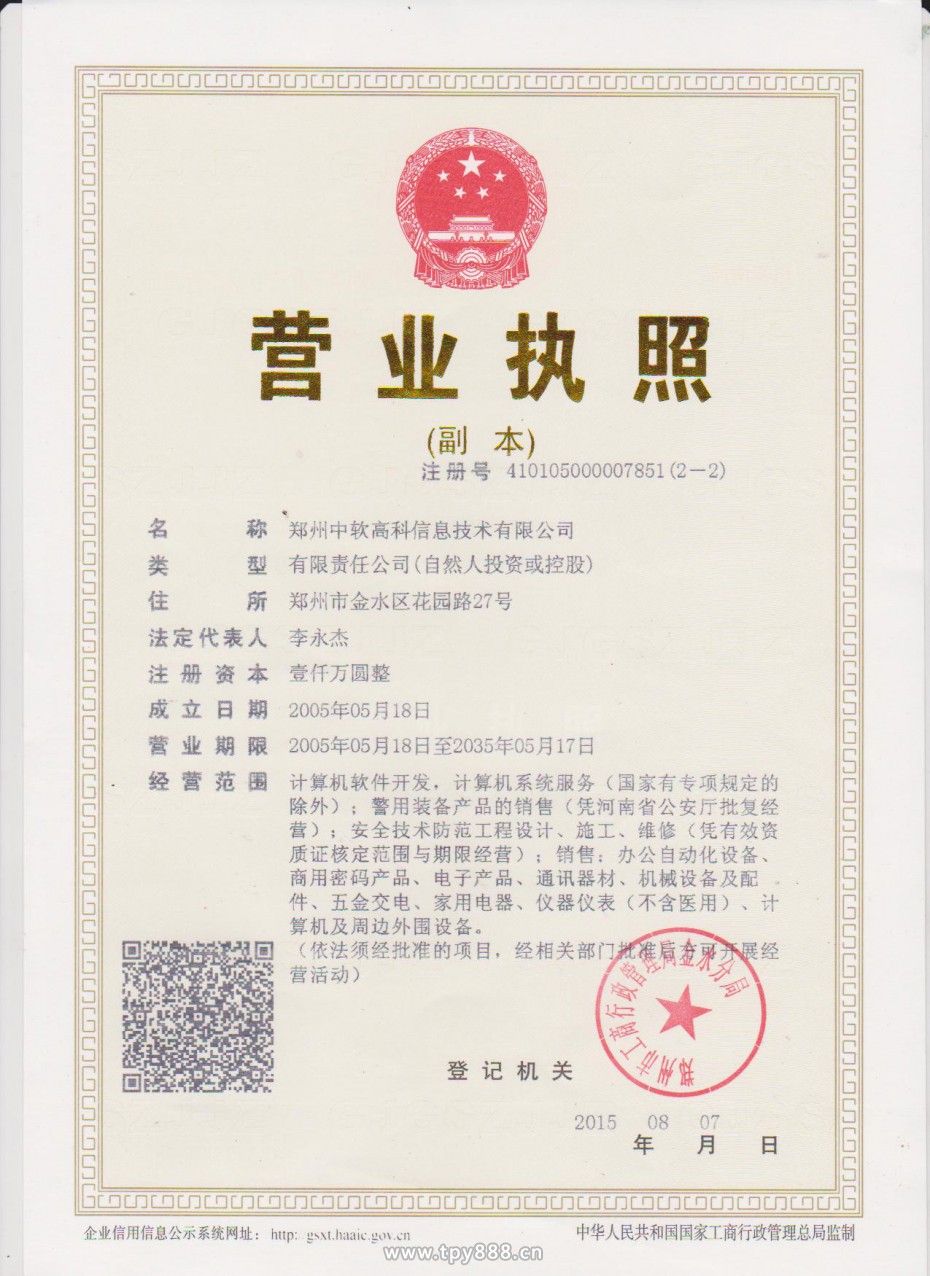 营业执照
(副 本)
注册号 410105000007851(2-2)
名称 郑州中软高科信息技术有限公司
类型 有限责任公司(自然人投资或控股)
住所 郑州市金水区花园路27号
法定代表人 李永杰
注册资本 壹仟万圆整
成立日期 2005年05月18日
营业期限 2005年05月18日至2035年05月17日
经营范围 计算机软件开发，计算机系统服务（国家有专项规定的
除外）；警用装备产品的销售（凭河南省公安厅批复经
营）；安全技术防范工程设计、施工、维修（凭有效资
质证核定范围与期限经营）；销售：办公自动化设备、
商用密码产品、电子产品、通讯器材、机械设备及配
件、五金交电、家用电器、仪器仪表（不含医用）、计
算机及周边外围设备。
（依法须经批准的项目，经相关部门批准后方可开展经
营活动）
郑州市工商行政管理局金水分局
登记机关
2015 08 07
年 月 日
企业信用信息公示系统网址： http: gsxt.haaic.gov.cn
中华人民共和国国家工商行政管理总局监制
www.tpy888.cn